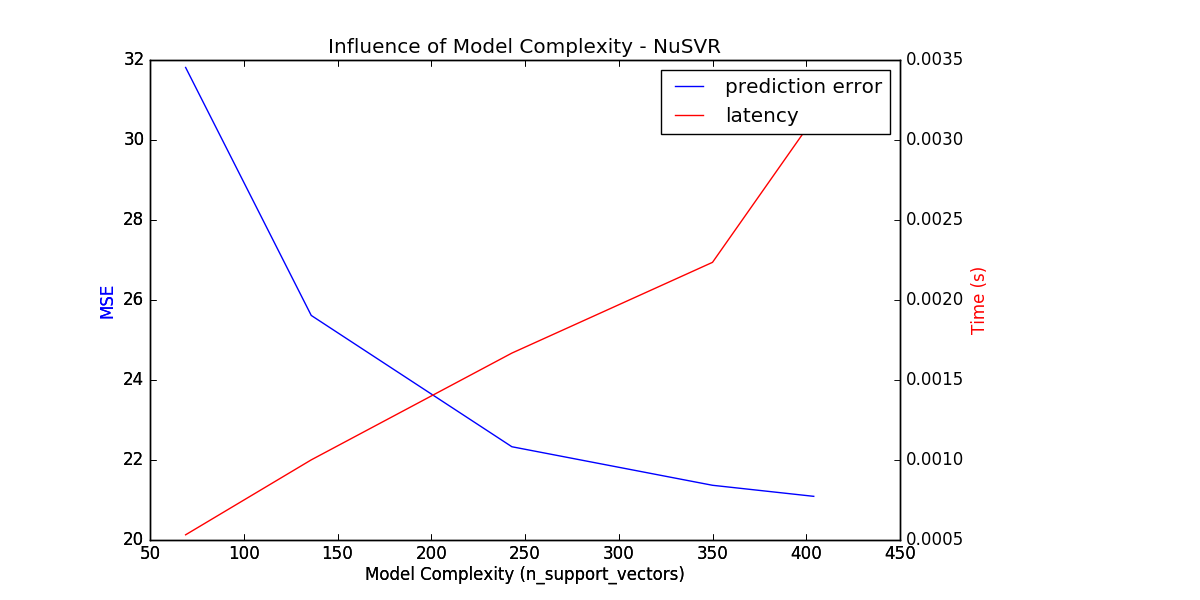 Influence of Model Complexity - NuSVR
prediction error
latency
32
30
28
26
24
22
20
MSE
0.0035
0.0030
0.0025
0.0020
0.0015
0.0010
0.0005
Time (s)
50 100 150 200 250 300 350 400 450
Model Complexity (n_support_vectors)